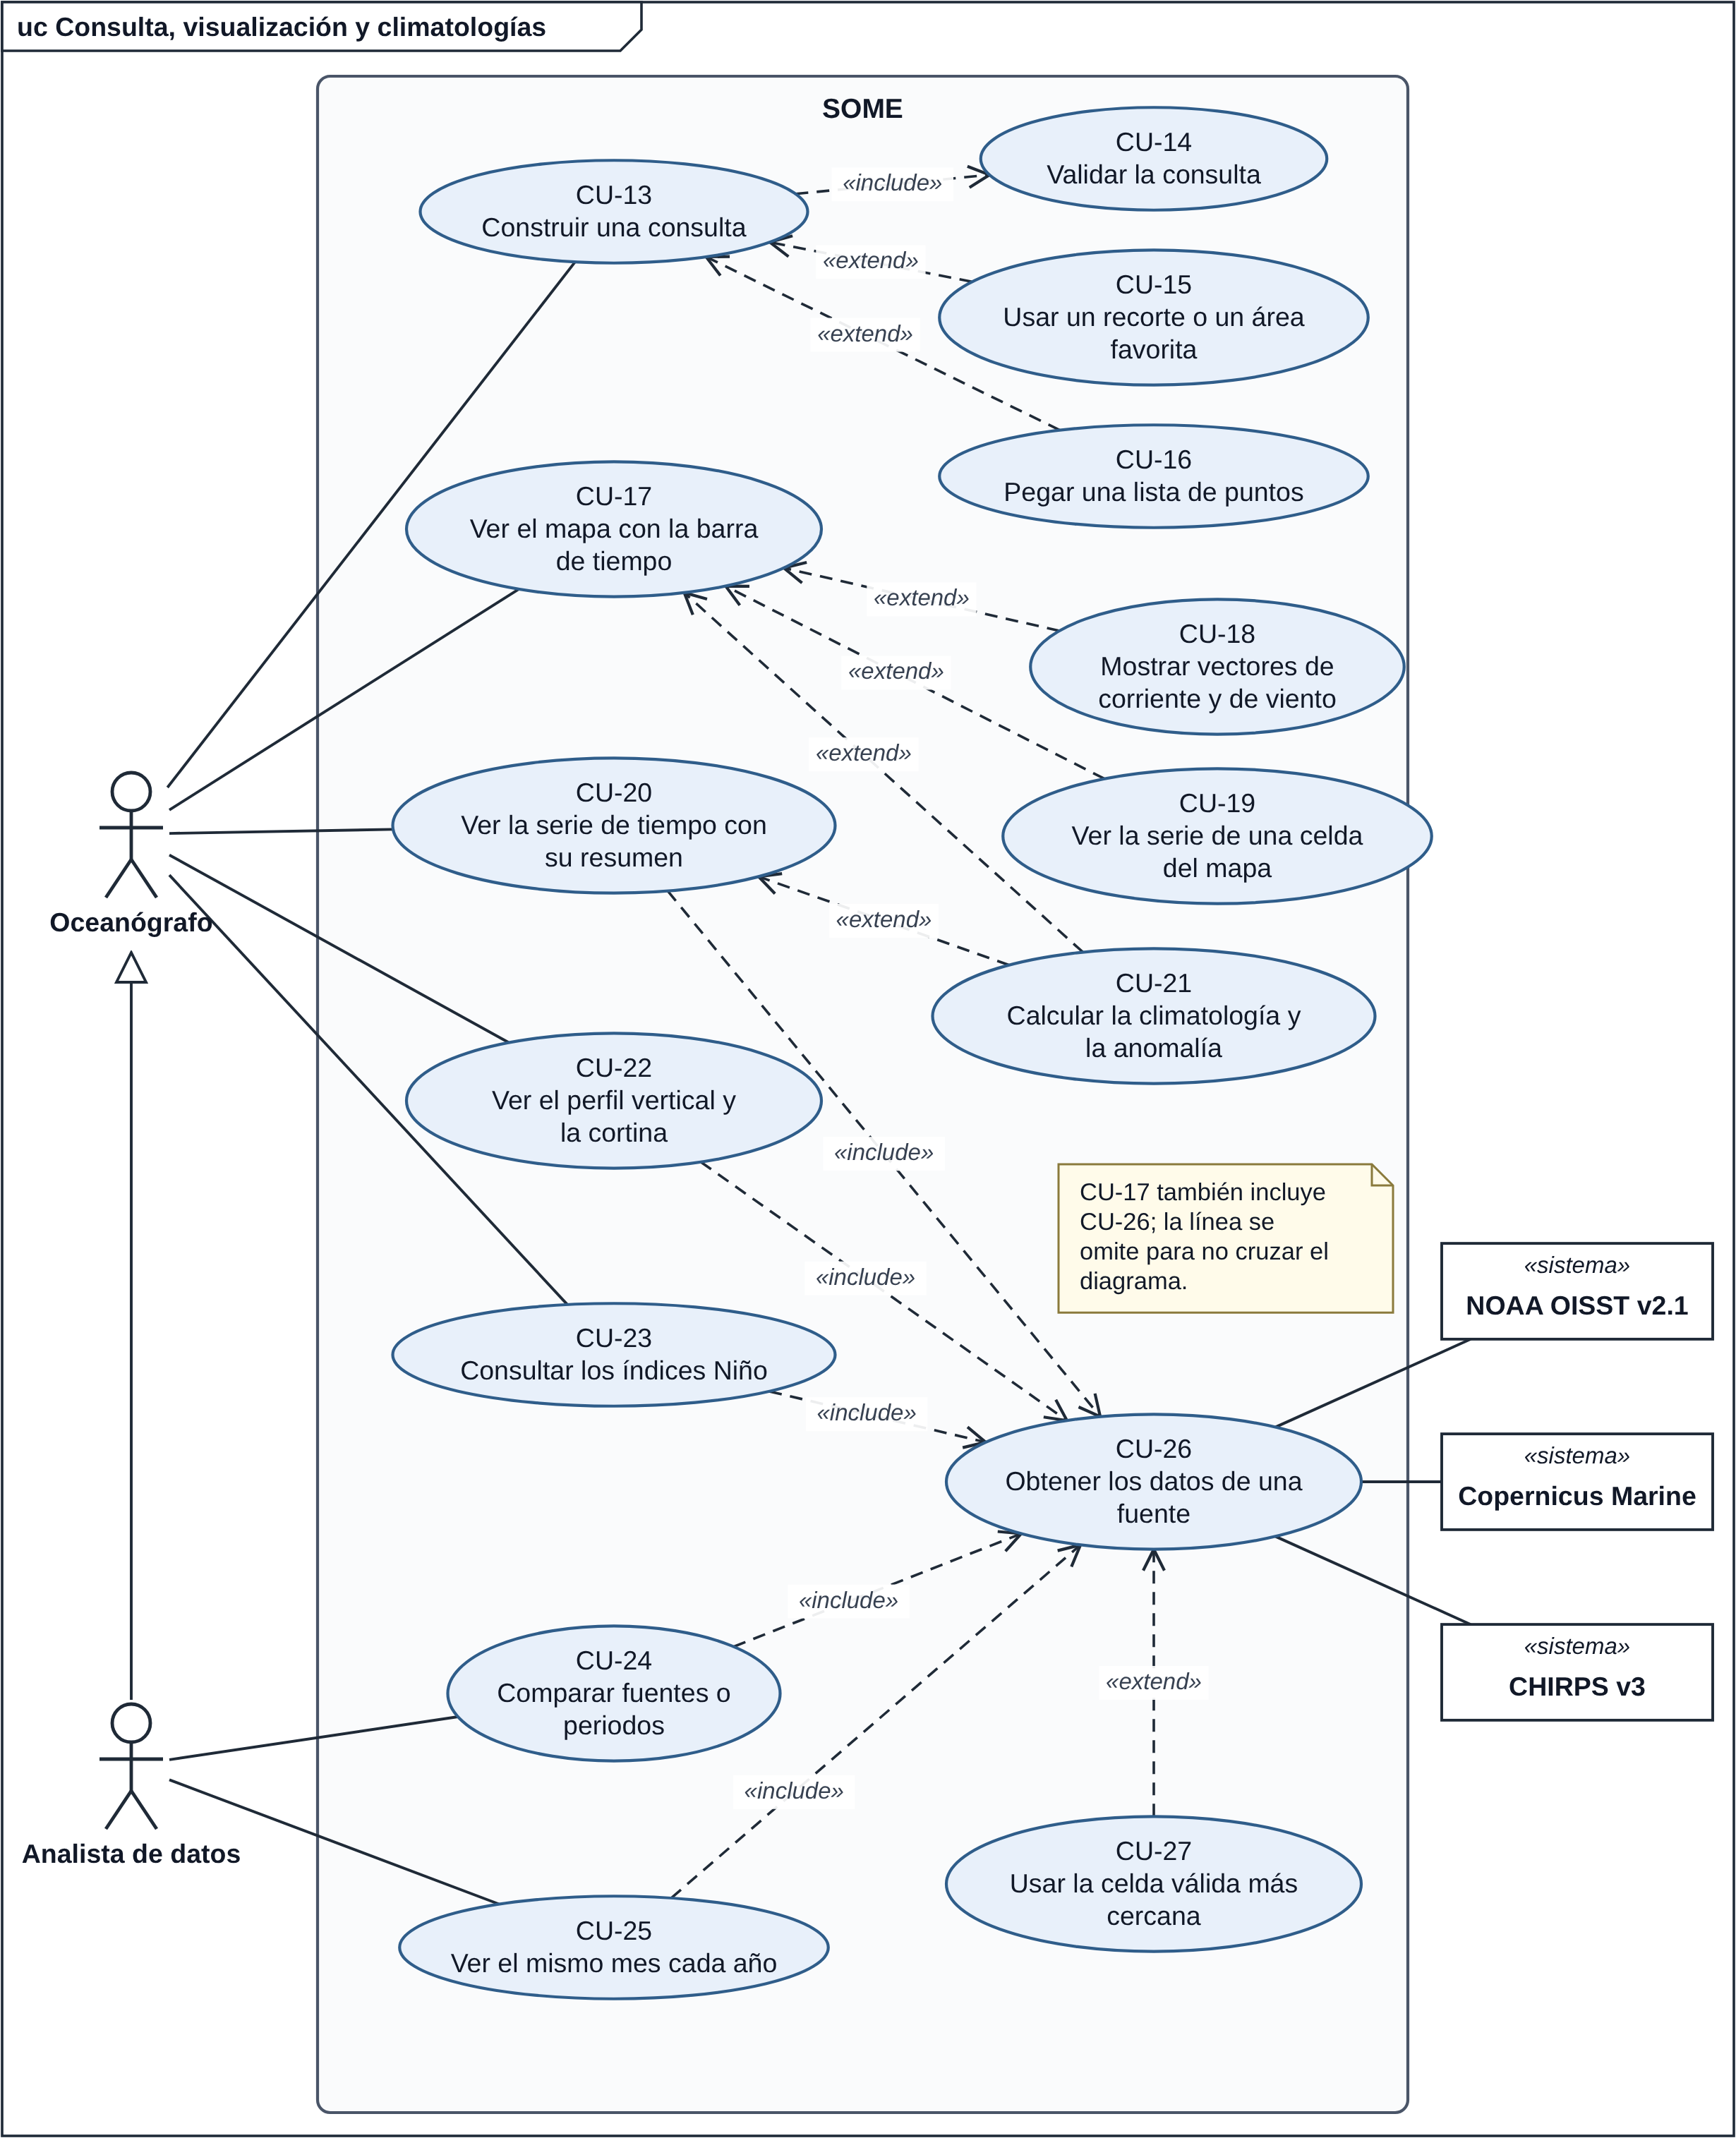 uc Consulta, visualización y climatologías
SOME
CU-14
Validar la consulta
CU-13
Construir una consulta
«include»
«extend»
CU-15
Usar un recorte o un área
favorita
«extend»
CU-16
Pegar una lista de puntos
CU-17
Ver el mapa con la barra
de tiempo
«extend»
CU-18
Mostrar vectores de
corriente y de viento
«extend»
«extend»
CU-19
Ver la serie de una celda
del mapa
CU-20
Ver la serie de tiempo con
su resumen
Oceanógrafo
«extend»
CU-21
Calcular la climatología y
la anomalía
CU-22
Ver el perfil vertical y
la cortina
«include»
CU-17 también incluye
CU-26; la línea se
omite para no cruzar el
diagrama.
«include»
«sistema»
NOAA OISST v2.1
CU-23
Consultar los índices Niño
«include»
CU-26
Obtener los datos de una
fuente
«sistema»
Copernicus Marine
«include»
CU-24
Comparar fuentes o
periodos
«extend»
«sistema»
CHIRPS v3
«include»
Analista de datos
CU-27
Usar la celda válida más
cercana
CU-25
Ver el mismo mes cada año